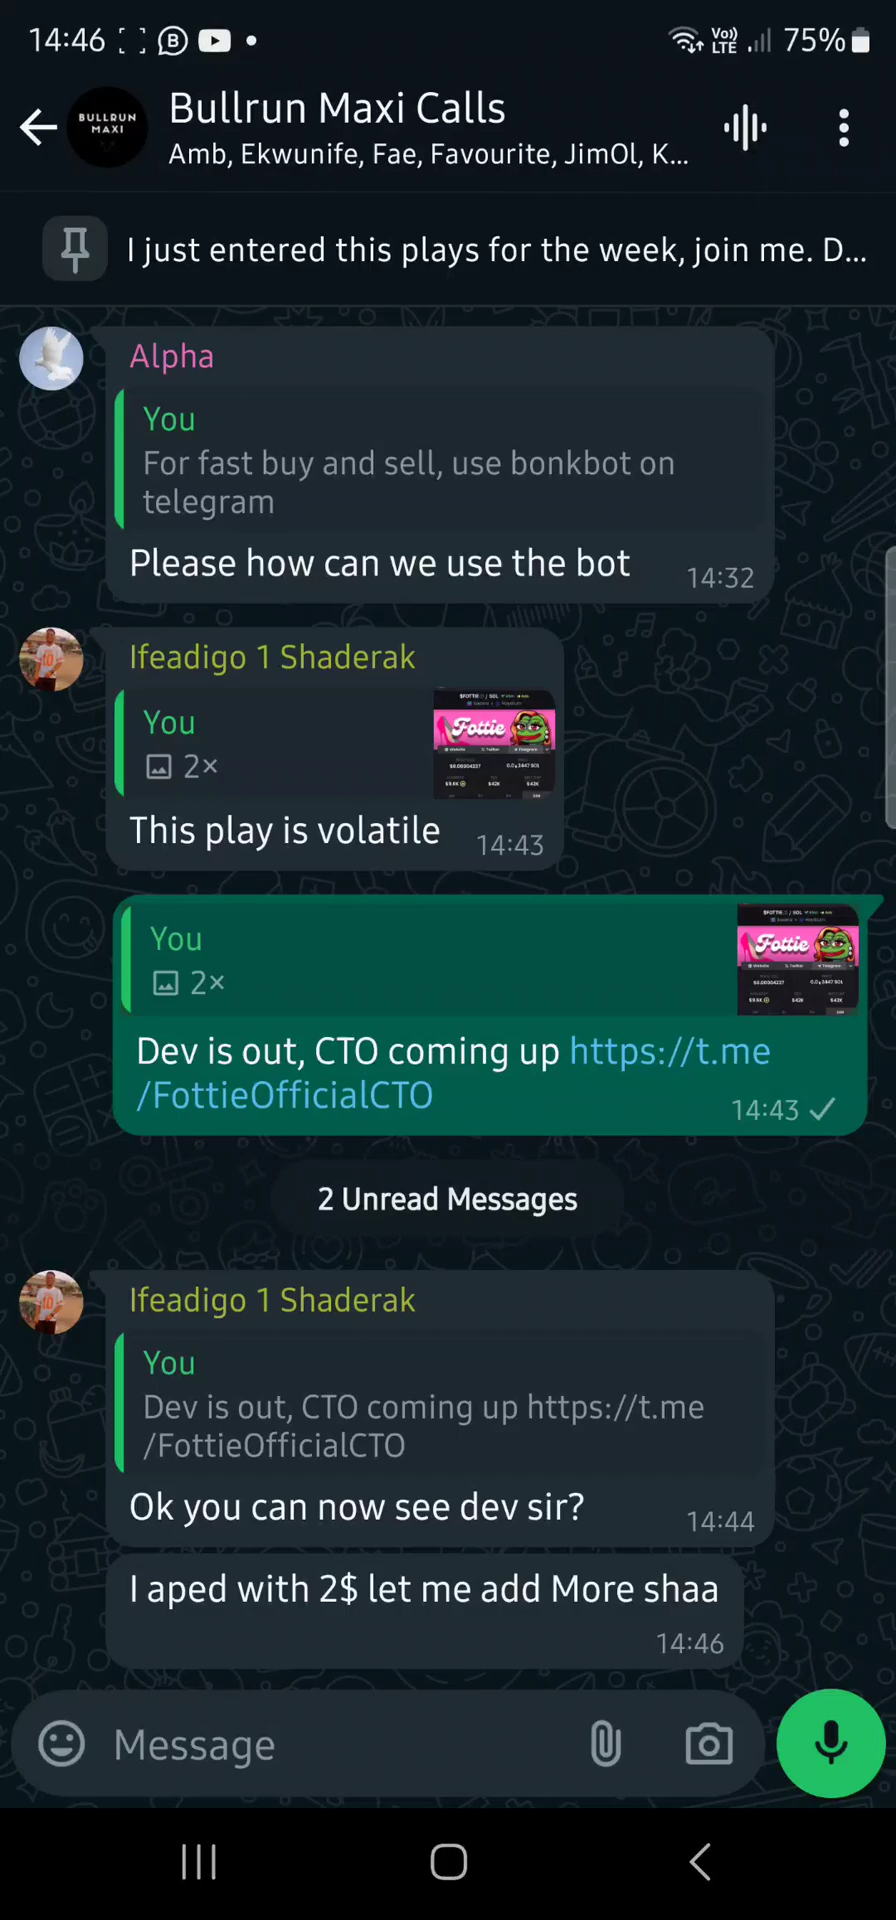 14:46
Vo))
LTE
75%
BULLRUN
MAXI
Bullrun Maxi Calls
Amb, Ekwunife, Fae, Favourite, JimOl, K...
I just entered this plays for the week, join me. D...
Alpha
You
For fast buy and sell, use bonkbot on
telegram
Please how can we use the bot
14:32
Ifeadigo 1 Shaderak
You
2×
Fottie
This play is volatile
14:43
You
2×
Fottie
Dev is out, CTO coming up https://t.me
/FottieOfficialCTO
14:43
2 Unread Messages
Ifeadigo 1 Shaderak
You
Dev is out, CTO coming up https://t.me
/FottieOfficialCTO
Ok you can now see dev sir?
14:44
I aped with 2$ let me add More shaa
14:46
Message